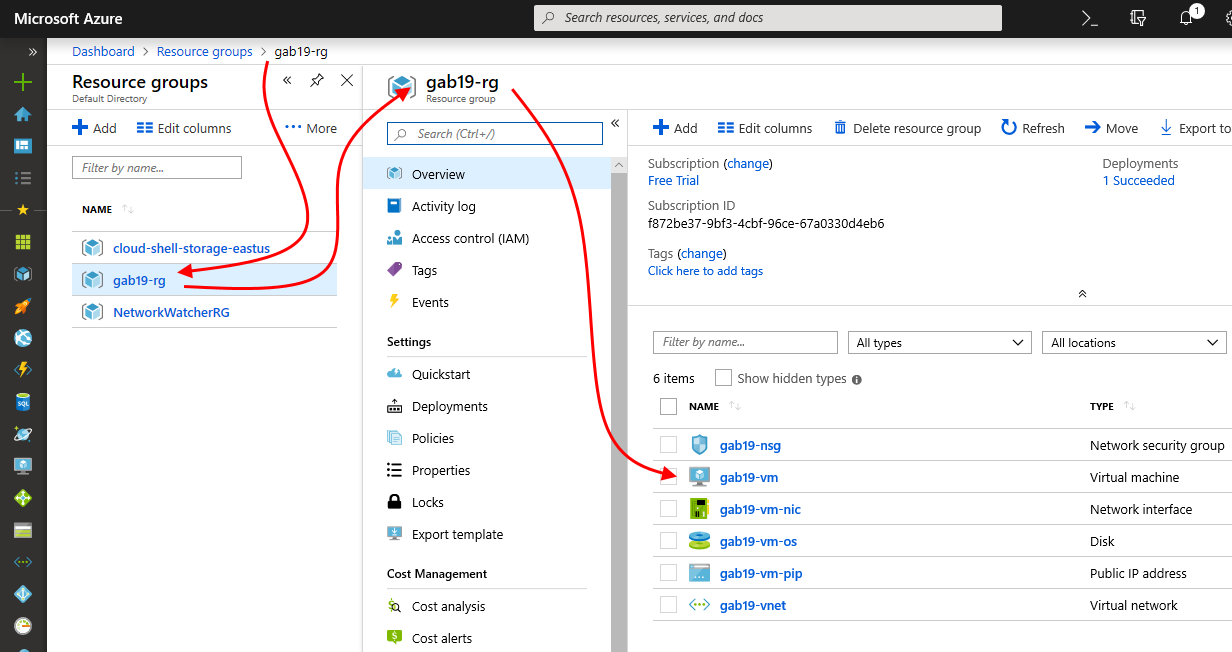 Microsoft Azure
Search resources, services, and docs
1
Dashboard > Resource groups > gab19-rg
Resource groups
Default Directory
Add
Edit columns
More
Filter by name...
NAME
cloud-shell-storage-eastus
gab19-rg
NetworkWatcherRG
gab19-rg
Resource group
Search (Ctrl+/)
Overview
Activity log
Access control (IAM)
Tags
Events
Settings
Quickstart
Deployments
Policies
Properties
Locks
Export template
Cost Management
Cost analysis
Cost alerts
Add
Edit columns
Delete resource group
Refresh
Move
Export to
Subscription (change)
Free Trial
Subscription ID
f872be37-9bf3-4cbf-96ce-67a0330d4eb6
Tags (change)
Click here to add tags
Deployments
1 Succeeded
Filter by name...
All types
All locations
6 items
Show hidden types
NAME
TYPE
gab19-nsg
Network security group
gab19-vm
Virtual machine
gab19-vm-nic
Network interface
gab19-vm-os
Disk
gab19-vm-pip
Public IP address
gab19-vnet
Virtual network
SQL